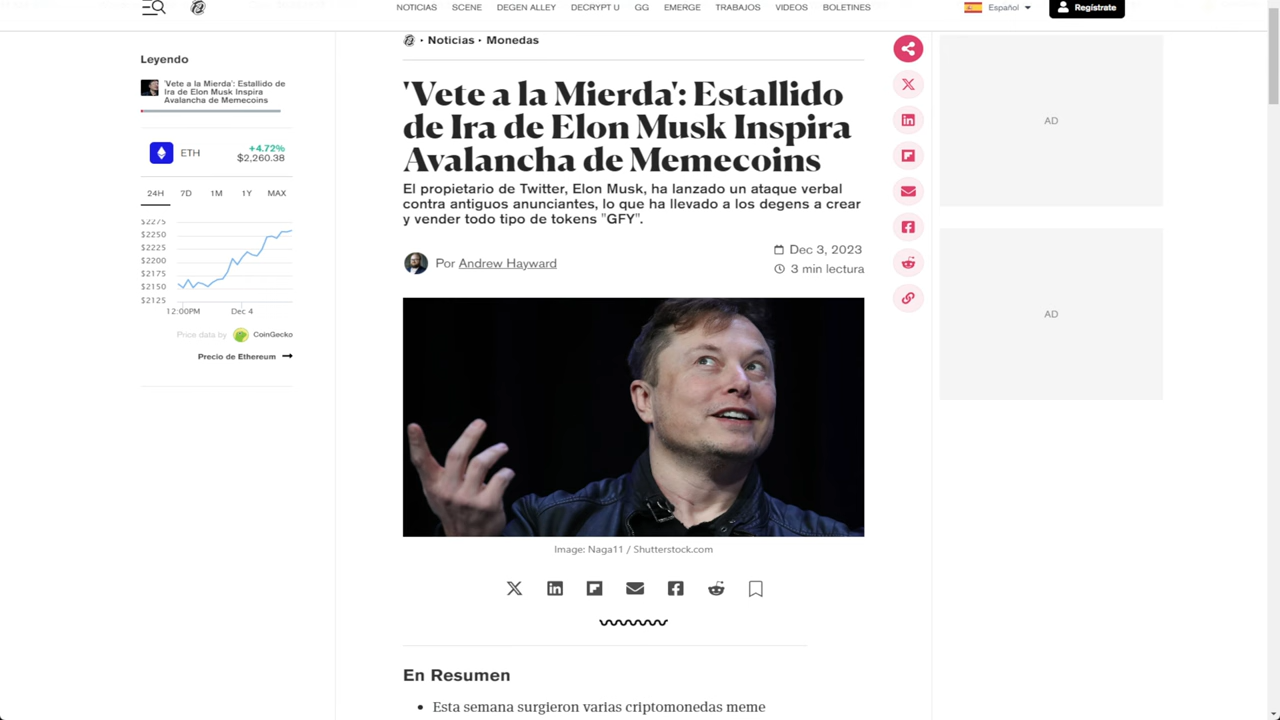 NOTICIAS SCENE DEGEN ALLEY DECRYPT U GG EMERGE TRABAJOS VIDEOS BOLETINES Español Regístrate
Leyendo
'Vete a la Mierda': Estallido
de Ira de Elon Musk Inspira
Avalancha de Memecoins
ETH
+4.72%
$2,260.38
24H 7D 1M 1Y MAX
$2275
$2250
$2225
$2200
$2175
$2150
$2125
12:00PM Dec 4
Price data by CoinGecko
Precio de Ethereum
· Noticias · Monedas
'Vete a la Mierda': Estallido
de Ira de Elon Musk Inspira
Avalancha de Memecoins
El propietario de Twitter, Elon Musk, ha lanzado un ataque verbal
contra antiguos anunciantes, lo que ha llevado a los degens a crear
y vender todo tipo de tokens "GFY".
Por Andrew Hayward
Dec 3, 2023
3 min lectura
Image: Naga11 / Shutterstock.com
En Resumen
• Esta semana surgieron varias criptomonedas meme
AD
AD